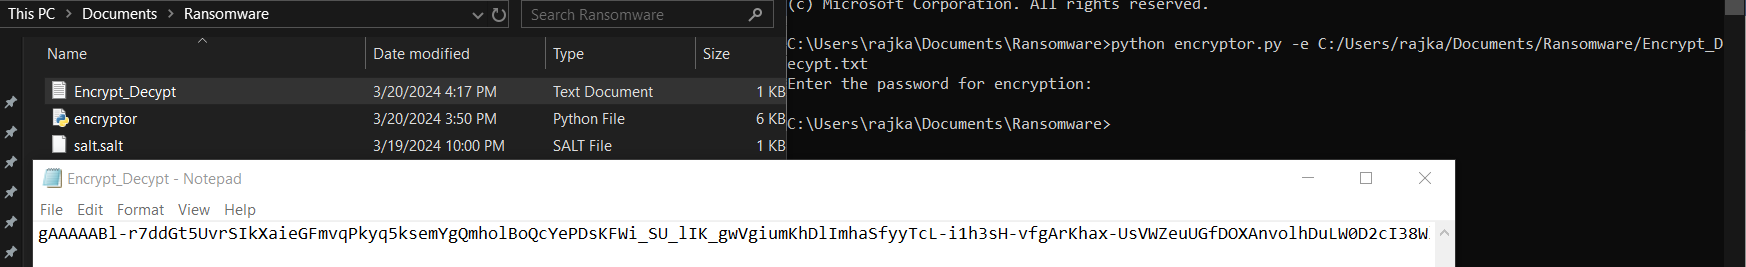 This PC > Documents > Ransomware
Search Ransomware
Name Date modified Type Size
Encrypt_Decypt 3/20/2024 4:17 PM Text Document 1 KB
encryptor 3/20/2024 3:50 PM Python File 6 KB
salt.salt 3/19/2024 10:00 PM SALT File 1 KB
(c) Microsoft Corporation. All rights reserved.
C:\Users\rajka\Documents\Ransomware>python encryptor.py -e C:/Users/rajka/Documents/Ransomware/Encrypt_D
ecypt.txt
Enter the password for encryption:
C:\Users\rajka\Documents\Ransomware>
Encrypt_Decypt - Notepad
File Edit Format View Help
gAAAAABl-r7ddGt5UvrSIkXaieGFmvqPkyq5ksemYgQmholBoQcYePDsKFWi_SU_lIK_gwVgiumKhDlImhaSfyyTcL-i1h3sH-vfgArKhax-UsVWZeuUGfDOXAnvolhDuLW0D2cI38W